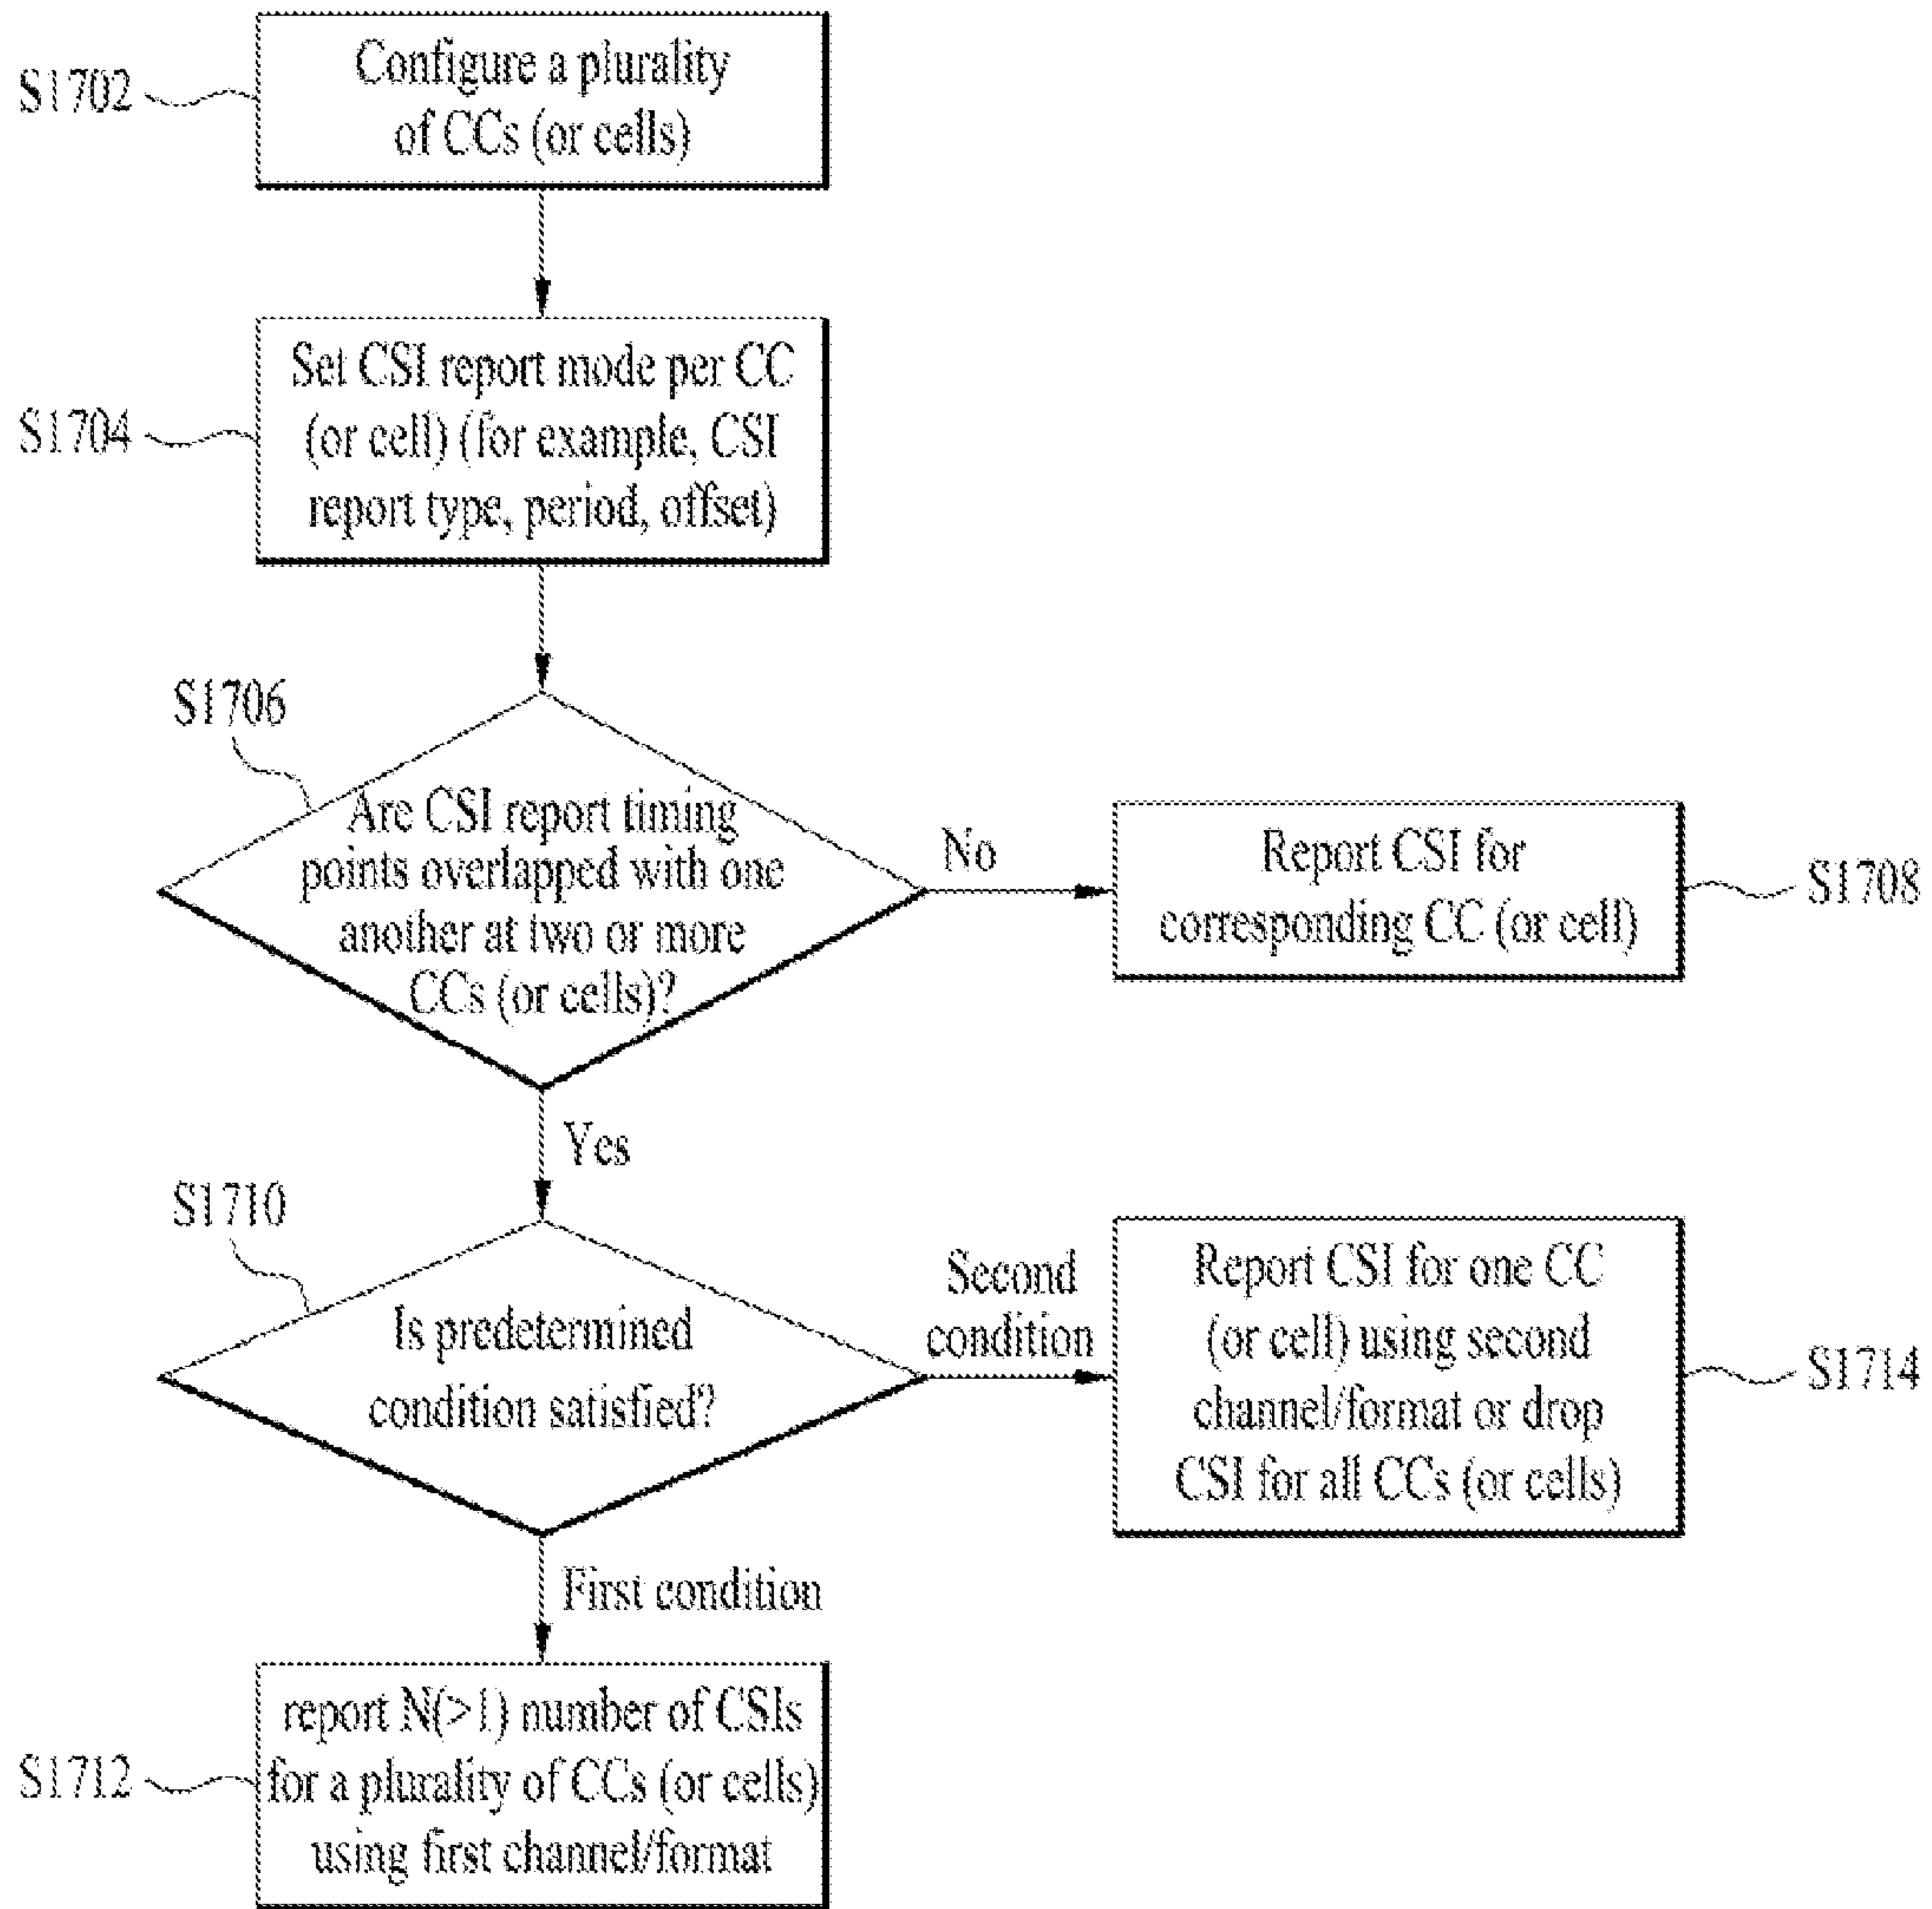 S1702
Configure a plurality
of CCs (or cells)
S1704
Set CSI report mode per CC
(or cell) (for example, CSI
report type, period, offset)
S1706
Are CSI report timing
points overlapped with one
another at two or more
CCs (or cells)?
No
Report CSI for
corresponding CC (or cell)
S1708
Yes
S1710
Is predetermined
condition satisfied?
Second
condition
Report CSI for one CC
(or cell) using second
channel/format or drop
CSI for all CCs (or cells)
S1714
First condition
S1712
report N(>1) number of CSIs
for a plurality of CCs (or cells)
using first channel/format